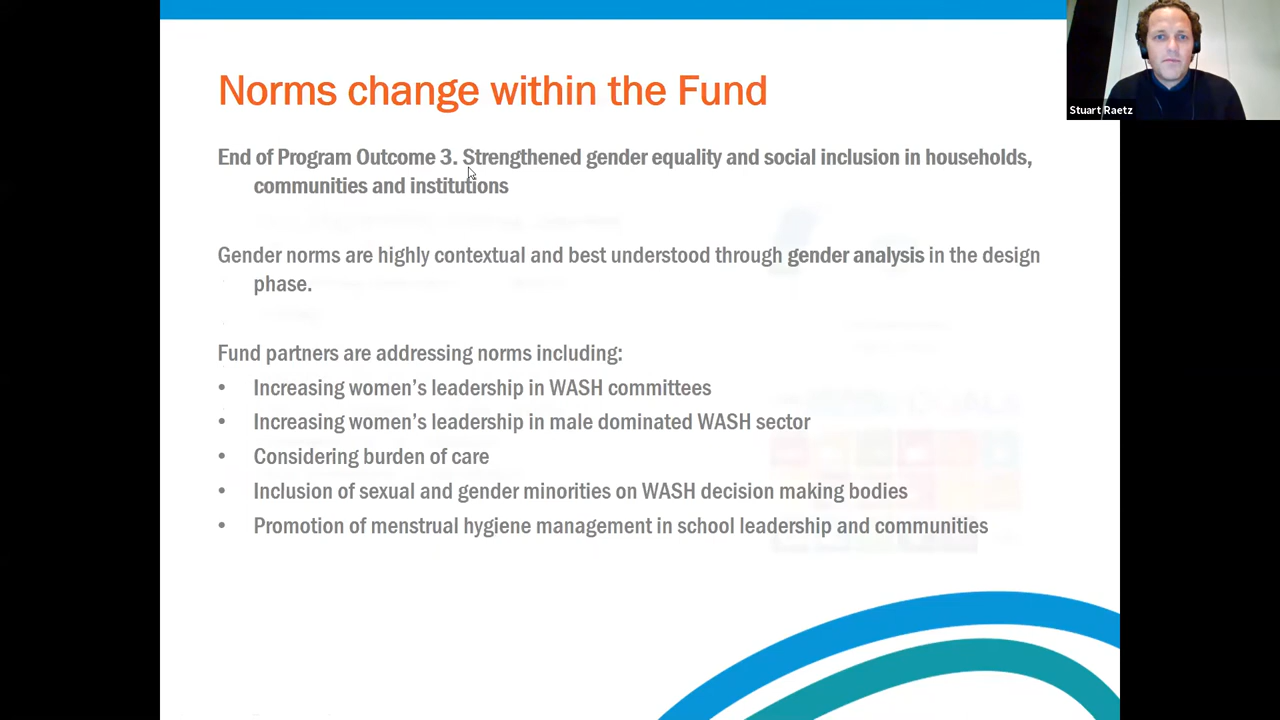 Norms change within the Fund
Stuart Raetz
End of Program Outcome 3. Strengthened gender equality and social inclusion in households,
communities and institutions
Gender norms are highly contextual and best understood through gender analysis in the design
phase.
Fund partners are addressing norms including:
• Increasing women's leadership in WASH committees
• Increasing women's leadership in male dominated WASH sector
• Considering burden of care
• Inclusion of sexual and gender minorities on WASH decision making bodies
• Promotion of menstrual hygiene management in school leadership and communities